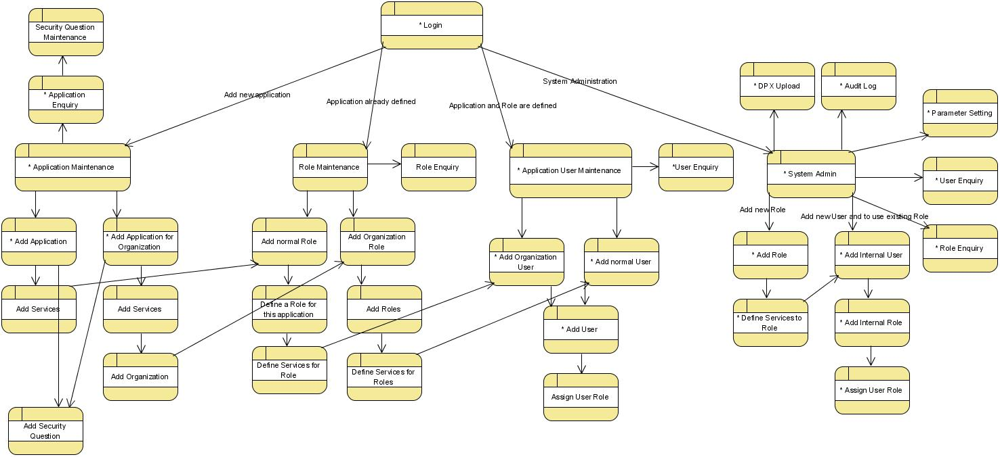 * Login
Security Question
Maintenance
* Application
Enquiry
Add new application
Application already defined
Application and Role are defined
System Administration
* DPX Upload
* Audit Log
* Parameter Setting
* Application Maintenance
Role Maintenance
Role Enquiry
* Application User Maintenance
*User Enquiry
* System Admin
* User Enquiry
Add new Role
Add new User and to use existing Role
* Role Enquiry
* Add Application
* Add Application for
Organization
Add normal Role
Add Organization
Role
* Add Organization
User
* Add normal User
* Add Role
* Add Internal User
Add Services
Add Services
Define a Role for
this application
Add Roles
* Add User
* Define Services to
Role
* Add Internal Role
Add Organization
Define Services for
Role
Define Services for
Roles
Assign User Role
* Assign User Role
Add Security
Question